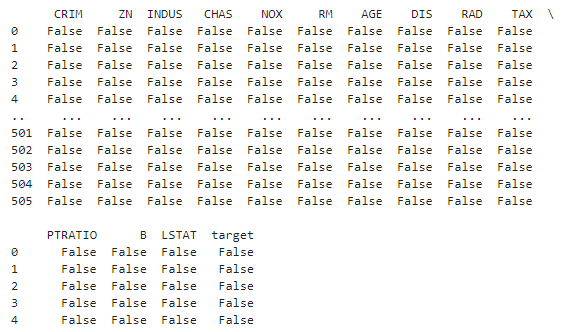 CRIM ZN INDUS CHAS NOX RM AGE DIS RAD TAX \
0 False False False False False False False False False False
1 False False False False False False False False False False
2 False False False False False False False False False False
3 False False False False False False False False False False
4 False False False False False False False False False False
.. ... ... ... ... ... ... ... ... ... ...
501 False False False False False False False False False False
502 False False False False False False False False False False
503 False False False False False False False False False False
504 False False False False False False False False False False
505 False False False False False False False False False False
PTRATIO B LSTAT target
0 False False False False
1 False False False False
2 False False False False
3 False False False False
4 False False False False